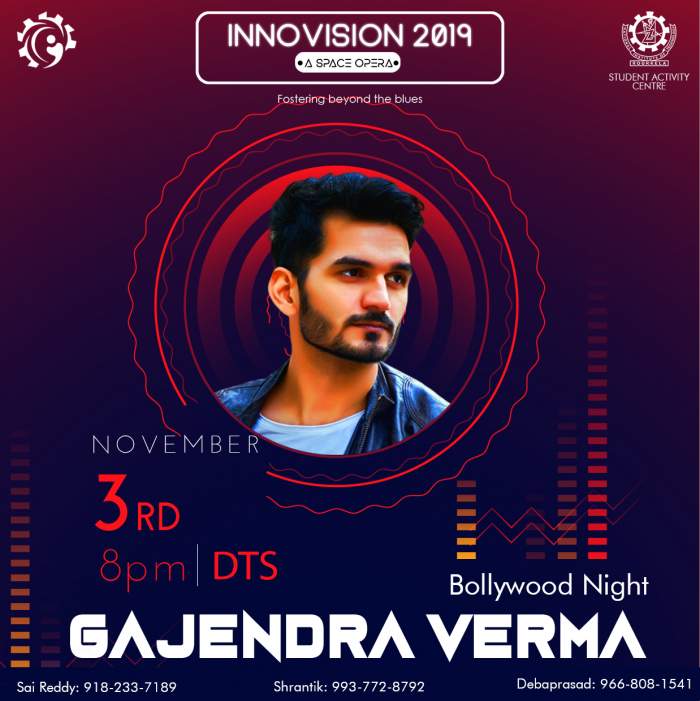 INNOVISION 2019
A SPACE OPERA
Fostering beyond the blues
ROURKELA
STUDENT ACTIVITY
CENTRE
NOVEMBER
3RD
8pm | DTS
Bollywood Night
GAJENDRA VERMA
Sai Reddy: 918-233-7189
Shrantik: 993-772-8792
Debaprasad: 966-808-1541